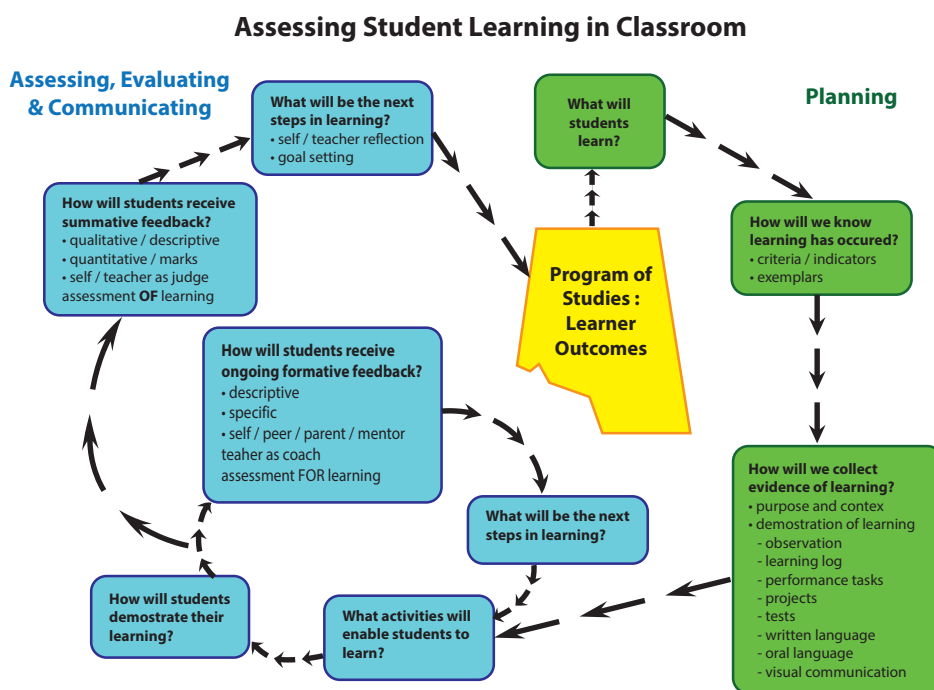 Assessing Student Learning in Classroom
Assessing, Evaluating
& Communicating
Planning
What will be the next
steps in learning?
• self / teacher reflection
• goal setting
What will
students
learn?
How will students receive
summative feedback?
• qualitative / descriptive
• quantitative / marks
• self / teacher as judge
assessment OF learning
How will we know
learning has occured?
• criteria / indicators
• exemplars
Program of
Studies :
Learner
Outcomes
How will students receive
ongoing formative feedback?
• descriptive
• specific
• self / peer / parent / mentor
teaher as coach
assessment FOR learning
How will we collect
evidence of learning?
• purpose and contex
• demostration of learning
- observation
- learning log
- performance tasks
- projects
- tests
- written language
- oral language
- visual communication
What will be the next
steps in learning?
How will students
demostrate their
learning?
What activities will
enable students to
learn?